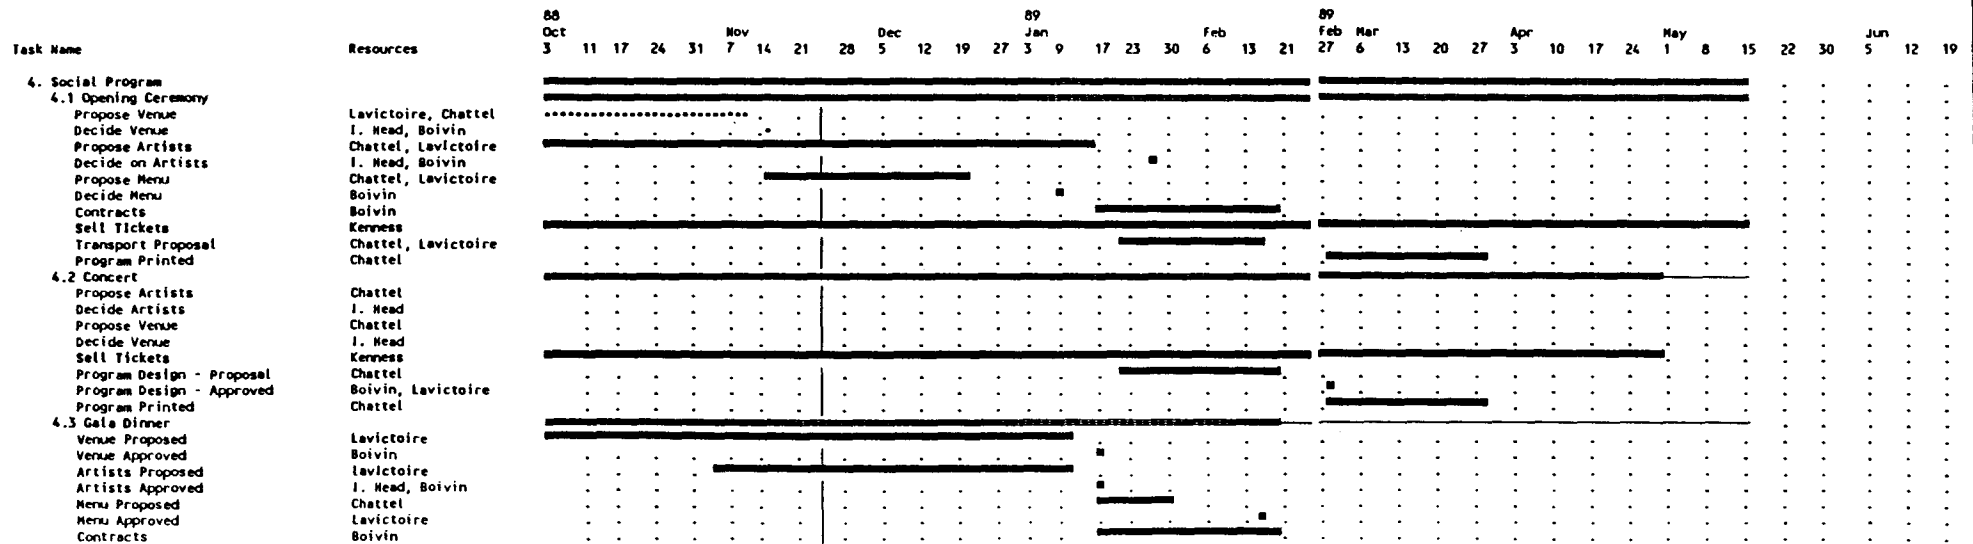 88 89 89
Oct Nov Dec Jan Feb Feb Mar Apr May Jun
Task Name Resources 3 11 17 24 31 7 14 21 28 5 12 19 27 3 9 17 23 30 6 13 21 27 6 13 20 27 3 10 17 24 1 8 15 22 30 5 12 19
4. Social Program
4.1 Opening Ceremony
Propose Venue Lavictoire, Chattel
Decide Venue I. Head, Boivin
Propose Artists Chattel, Lavictoire
Decide on Artists I. Head, Boivin
Propose Menu Chattel, Lavictoire
Decide Menu Boivin
Contracts Boivin
Sell Tickets Kenness
Transport Proposal Chattel, Lavictoire
Program Printed Chattel
4.2 Concert
Propose Artists Chattel
Decide Artists I. Head
Propose Venue Chattel
Decide Venue I. Head
Sell Tickets Kenness
Program Design - Proposal Chattel
Program Design - Approved Boivin, Lavictoire
Program Printed Chattel
4.3 Gala Dinner
Venue Proposed Lavictoire
Venue Approved Boivin
Artists Proposed lavictoire
Artists Approved I. Head, Boivin
Menu Proposed Chattel
Menu Approved Lavictoire
Contracts Boivin